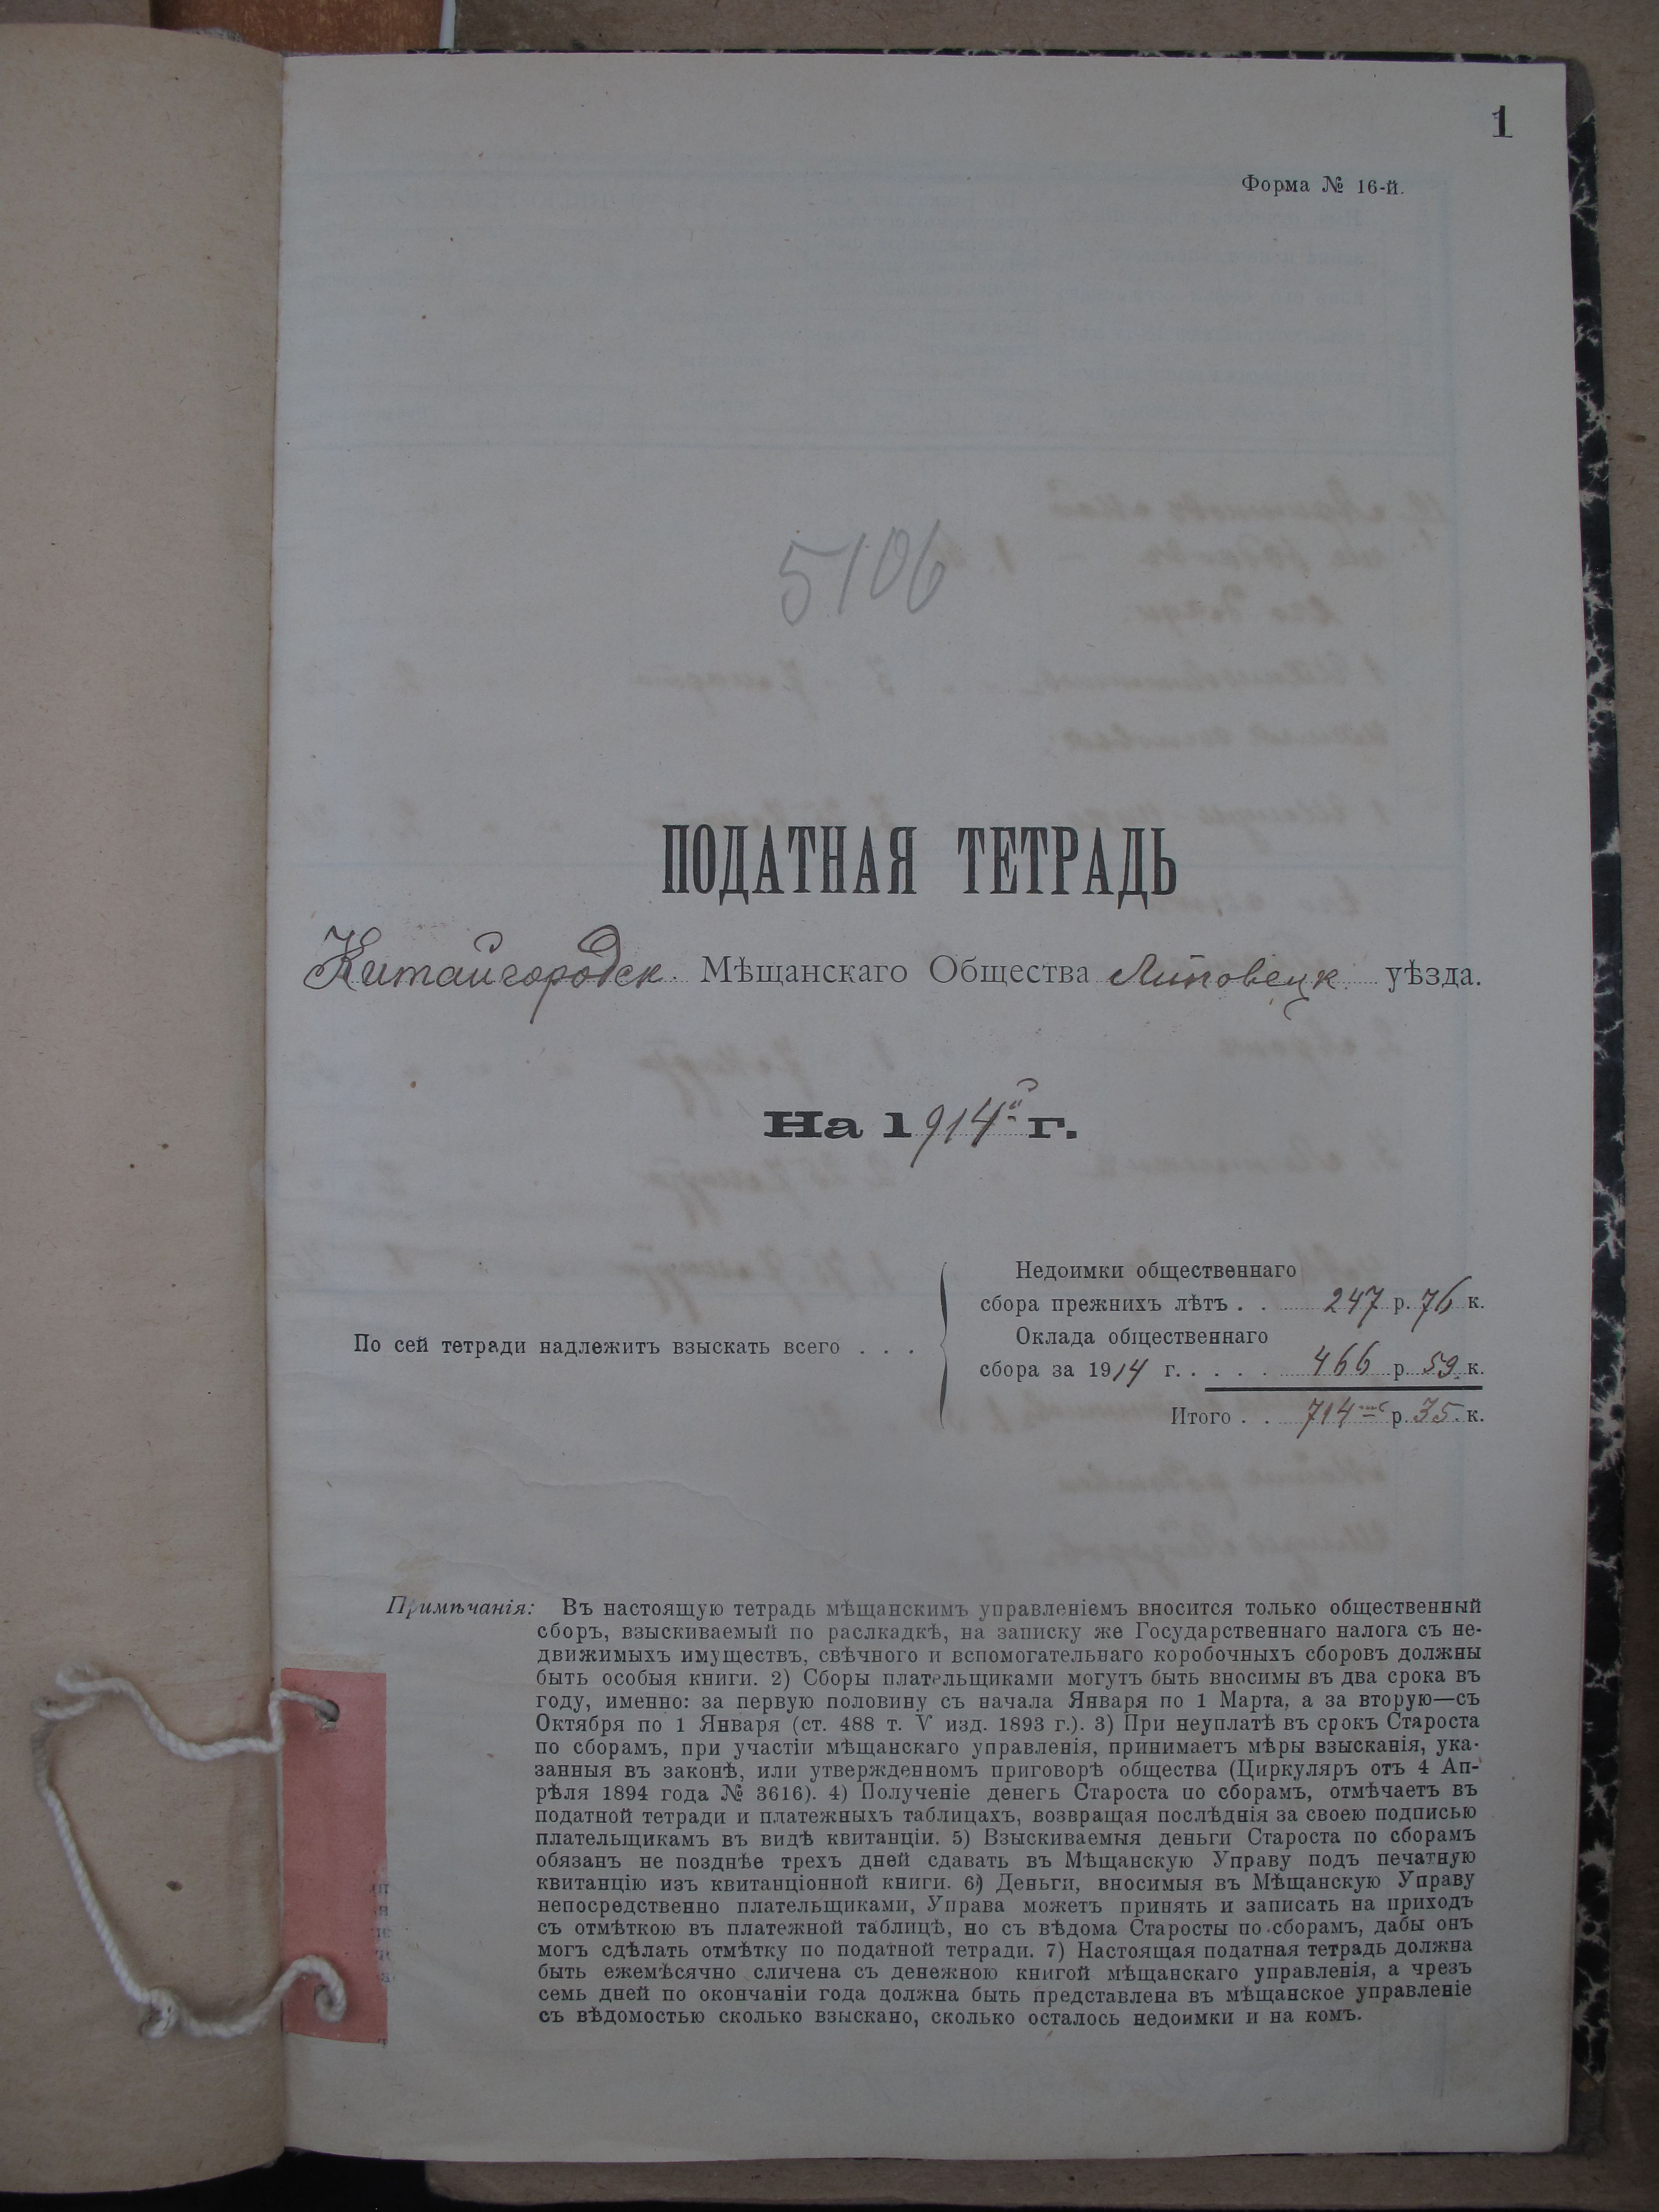 1
Форма № 16-й.
5106
ПОДАТНАЯ ТЕТРАДЬ
Китайгородск. Мѣщанскаго Общества Липовецк. уѣзда.
На 1914й г.
Недоимки общественнаго
сбора прежнихъ лѣтъ . . 247 р. 76 к.
По сей тетради надлежитъ взыскать всего . . .
Оклада общественнаго
сбора за 1914 г. . . . . 466 р. 59 к.
Итого . . 714 р. 35 к.
Примѣчанія: Въ настоящую тетрадь мѣщанскимъ управленіемъ вносится только общественный
сборъ, взыскиваемый по раслкадкѣ, на записку же Государственнаго налога съ не-
движимыхъ имуществъ, свѣчного и вспомогательнаго коробочныхъ сборовъ должны
быть особыя книги. 2) Сборы плательщиками могутъ быть вносимы въ два срока въ
году, именно: за первую половину съ начала Января по 1 Марта, а за вторую—съ
Октября по 1 Января (ст. 488 т. V изд. 1893 г.). 3) При неуплатѣ въ срокъ Староста
по сборамъ, при участіи мѣщанскаго управленія, принимаетъ мѣры взысканія, ука-
занныя въ законѣ, или утвержденномъ приговорѣ общества (Циркуляръ отъ 4 Ап-
рѣля 1894 года № 3616). 4) Полученіе денегъ Староста по сборамъ, отмѣчаетъ въ
податной тетради и платежныхъ таблицахъ, возвращая послѣднія за своею подписью
плательщикамъ въ видѣ квитанціи. 5) Взыскиваемыя деньги Староста по сборамъ
обязанъ не позднѣе трехъ дней сдавать въ Мѣщанскую Управу подъ печатную
квитанцію изъ квитанціонной книги. 6) Деньги, вносимыя въ Мѣщанскую Управу
непосредственно плательщиками, Управа можетъ принять и записать на приходъ
съ отмѣткою въ платежной таблицѣ, но съ вѣдома Старосты по сборамъ, дабы онъ
могъ сдѣлать отмѣтку по податной тетради. 7) Настоящая податная тетрадь должна
быть ежемѣсячно сличена съ денежною книгой мѣщанскаго управленія, а чрезъ
семь дней по окончаніи года должна быть представлена въ мѣщанское управленіе
съ вѣдомостью сколько взыскано, сколько осталось недоимки и на комъ.